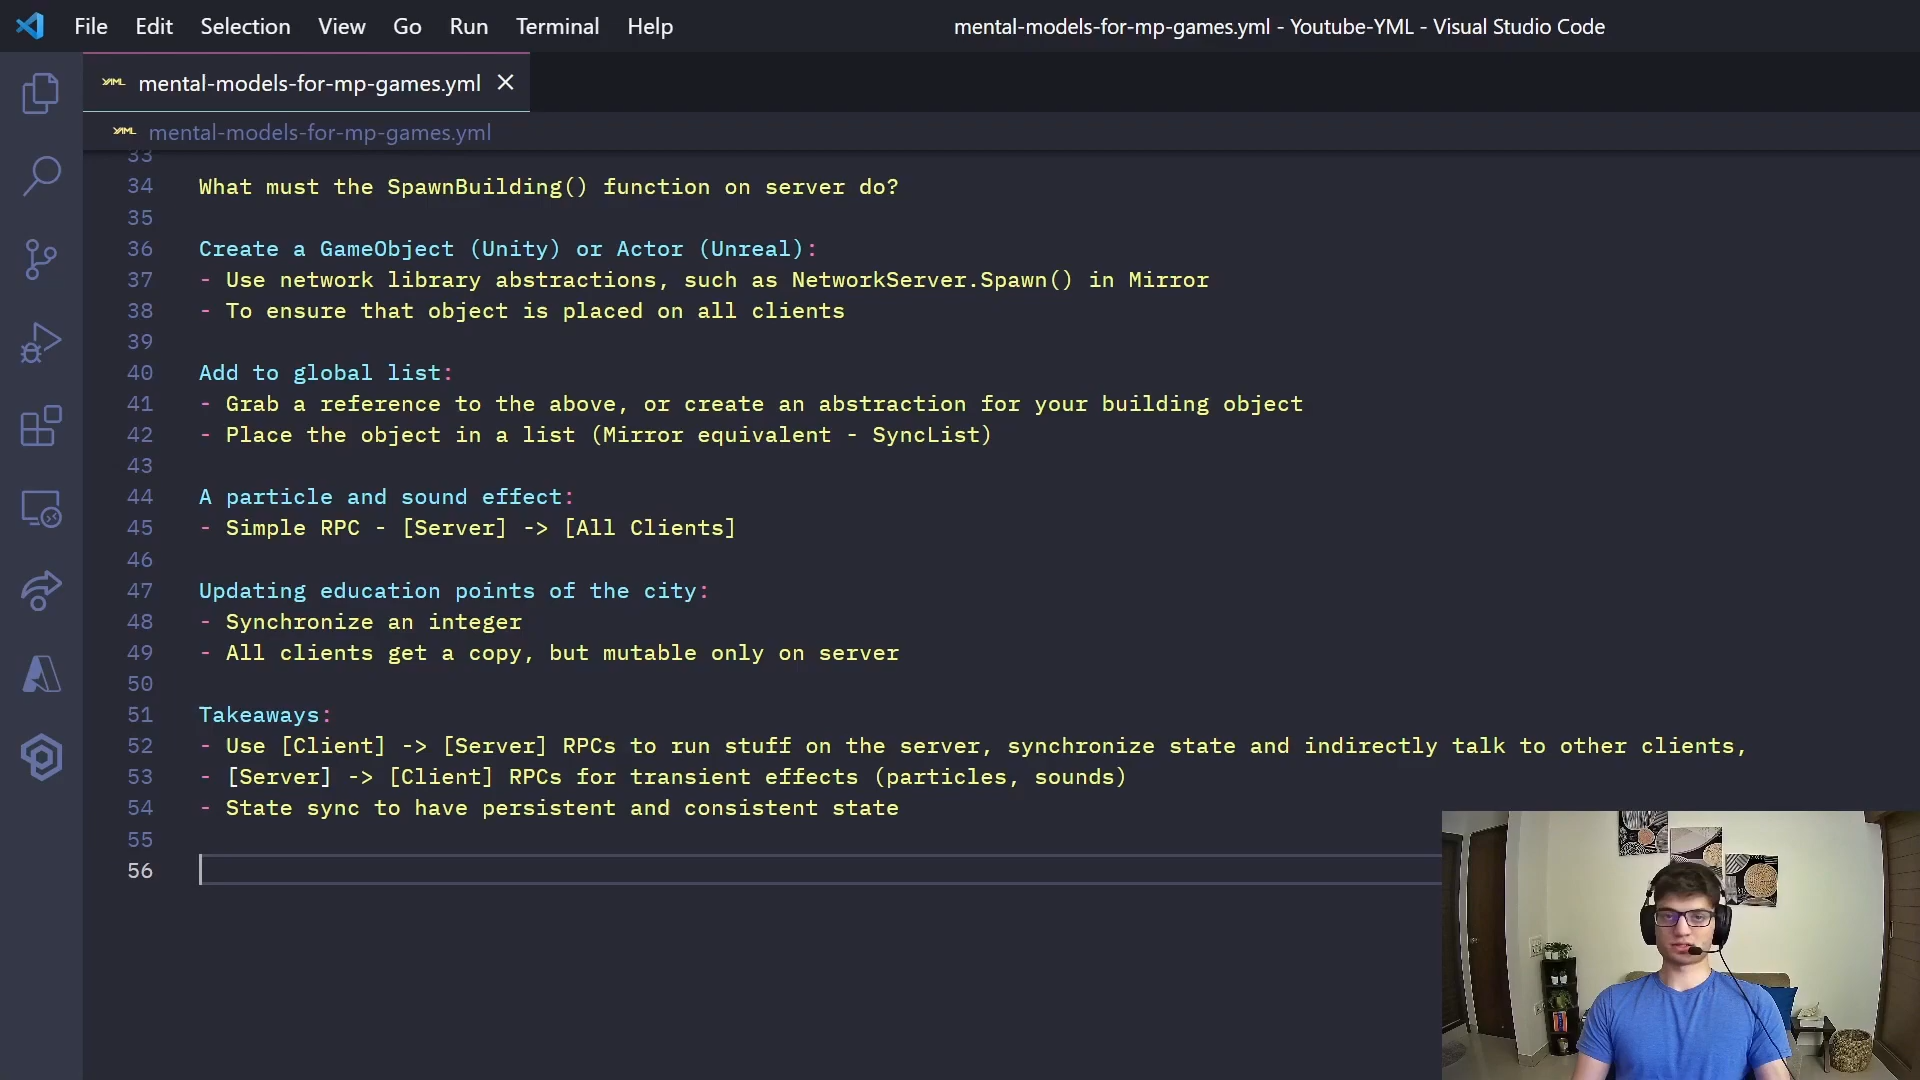 File Edit Selection View Go Run Terminal Help mental-models-for-mp-games.yml - Youtube-YML - Visual Studio Code
YAML mental-models-for-mp-games.yml
YAML mental-models-for-mp-games.yml
33
34 What must the SpawnBuilding() function on server do?
35
36 Create a GameObject (Unity) or Actor (Unreal):
37 - Use network library abstractions, such as NetworkServer.Spawn() in Mirror
38 - To ensure that object is placed on all clients
39
40 Add to global list:
41 - Grab a reference to the above, or create an abstraction for your building object
42 - Place the object in a list (Mirror equivalent - SyncList)
43
44 A particle and sound effect:
45 - Simple RPC - [Server] -> [All Clients]
46
47 Updating education points of the city:
48 - Synchronize an integer
49 - All clients get a copy, but mutable only on server
50
51 Takeaways:
52 - Use [Client] -> [Server] RPCs to run stuff on the server, synchronize state and indirectly talk to other clients,
53 - [Server] -> [Client] RPCs for transient effects (particles, sounds)
54 - State sync to have persistent and consistent state
55
56